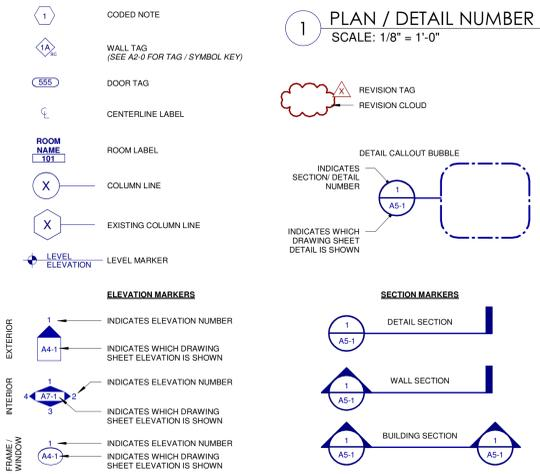 1
CODED NOTE
1A
WALL TAG
(SEE A2-0 FOR TAG / SYMBOL KEY)
555
DOOR TAG
CENTERLINE LABEL
ROOM
NAME
101
ROOM LABEL
X
COLUMN LINE
X
EXISTING COLUMN LINE
LEVEL
ELEVATION
LEVEL MARKER
1
PLAN / DETAIL NUMBER
SCALE: 1/8" = 1'-0"
X
REVISION TAG
REVISION CLOUD
DETAIL CALLOUT BUBBLE
INDICATES
SECTION/ DETAIL
NUMBER
1
A5-1
INDICATES WHICH
DRAWING SHEET
DETAIL IS SHOWN
ELEVATION MARKERS
EXTERIOR
1
INDICATES ELEVATION NUMBER
A4-1
INDICATES WHICH DRAWING
SHEET ELEVATION IS SHOWN
INTERIOR
1
4
A7-1
2
3
INDICATES ELEVATION NUMBER
INDICATES WHICH DRAWING
SHEET ELEVATION IS SHOWN
FRAME /
WINDOW
1
INDICATES ELEVATION NUMBER
A4-1
INDICATES WHICH DRAWING
SHEET ELEVATION IS SHOWN
SECTION MARKERS
1
A5-1
DETAIL SECTION
1
A5-1
WALL SECTION
1
A5-1
BUILDING SECTION
1
A5-1